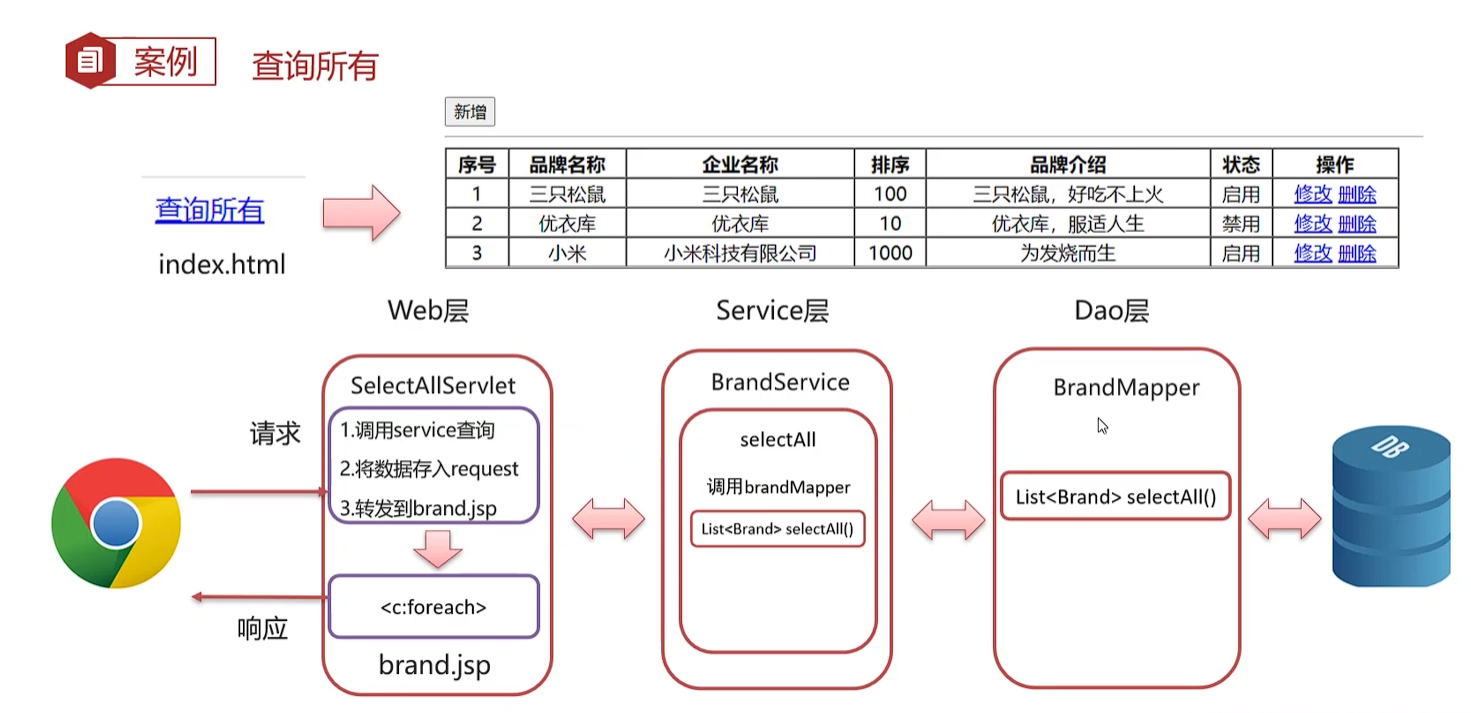 案例 查询所有
新增
序号 品牌名称 企业名称 排序 品牌介绍 状态 操作
1 三只松鼠 三只松鼠 100 三只松鼠，好吃不上火 启用 修改 删除
2 优衣库 优衣库 10 优衣库，服适人生 禁用 修改 删除
3 小米 小米科技有限公司 1000 为发烧而生 启用 修改 删除
查询所有
index.html
Web层 Service层 Dao层
请求
响应
SelectAllServlet
1.调用service查询
2.将数据存入request
3.转发到brand.jsp
<c:foreach>
brand.jsp
BrandService
selectAll
调用brandMapper
List<Brand> selectAll()
BrandMapper
List<Brand> selectAll()
DB